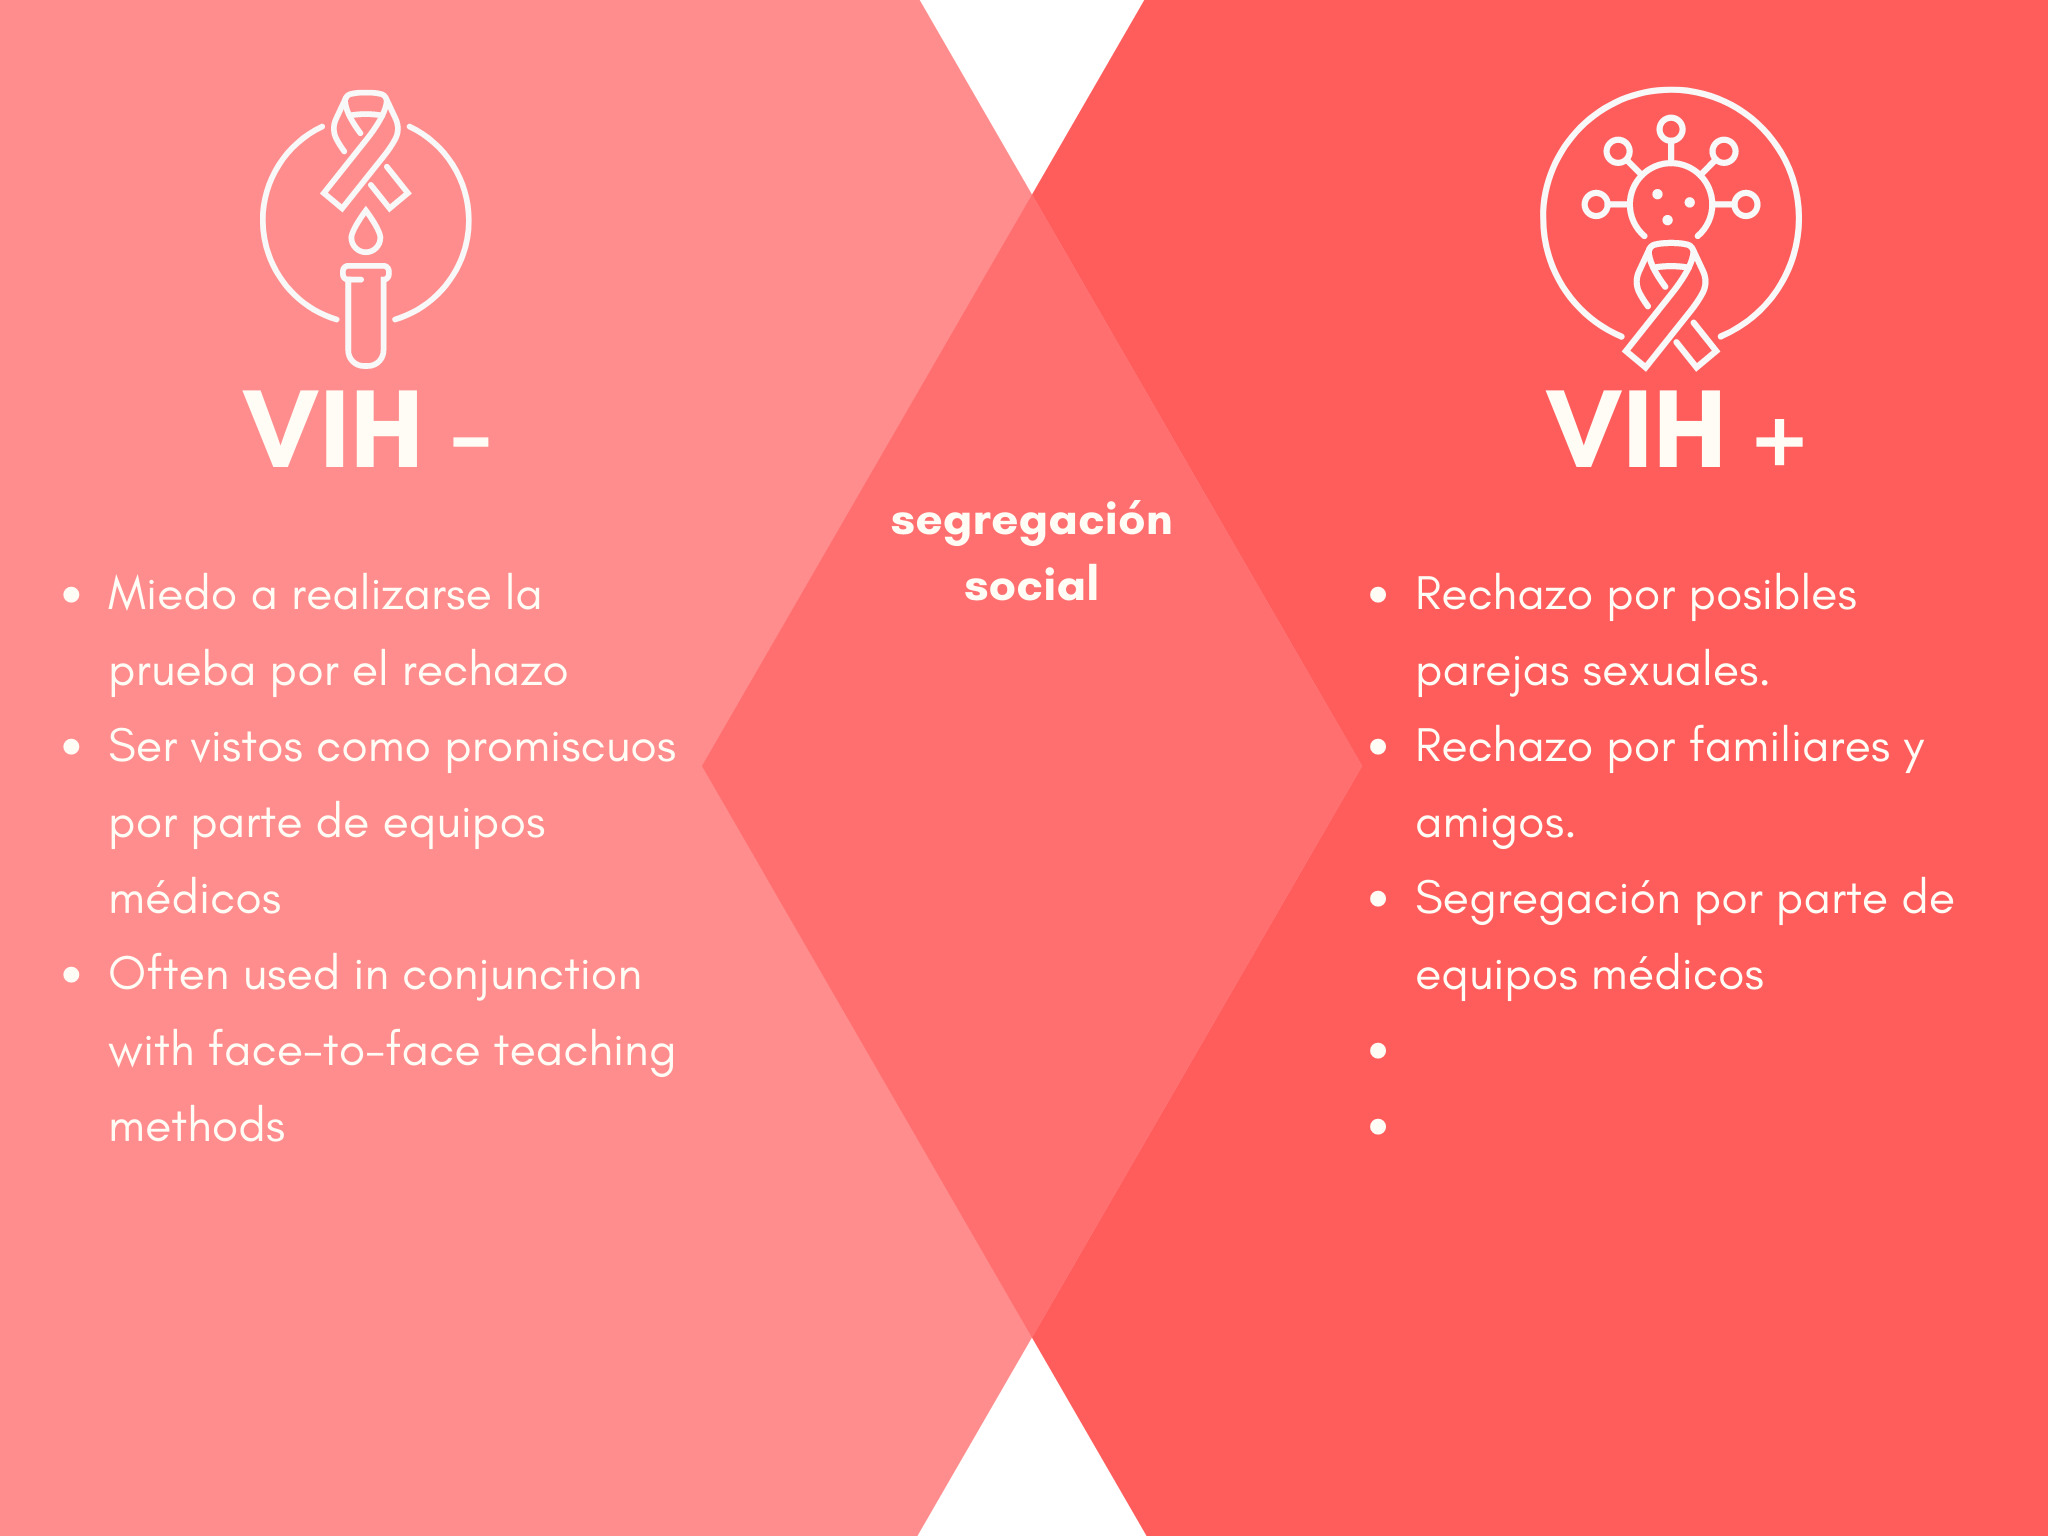 VIH -
• Miedo a realizarse la
prueba por el rechazo
• Ser vistos como promiscuos
por parte de equipos
médicos
• Often used in conjunction
with face-to-face teaching
methods
segregación
social
VIH +
• Rechazo por posibles
parejas sexuales.
• Rechazo por familiares y
amigos.
• Segregación por parte de
equipos médicos
•
•